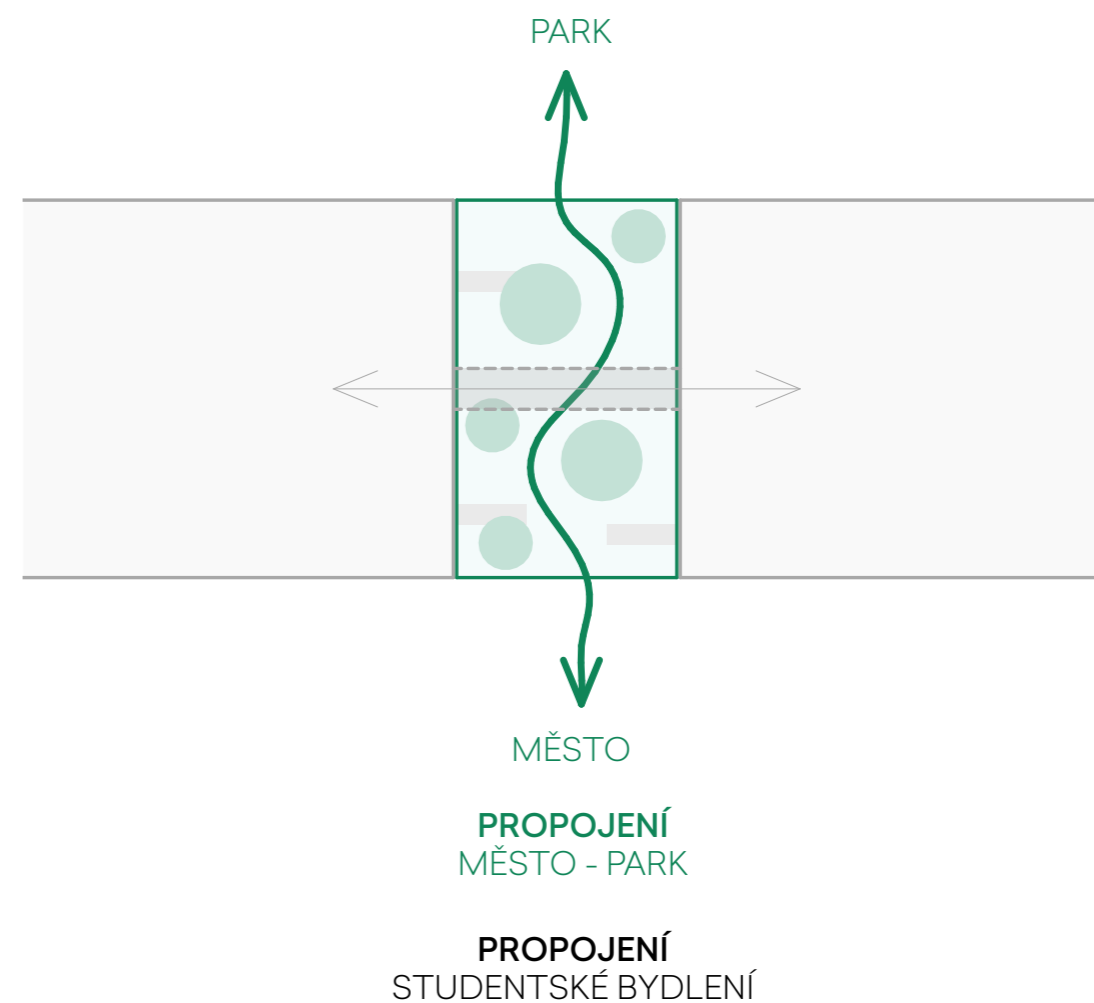 PARK
MĚSTO
PROPOJENÍ
MĚSTO - PARK
PROPOJENÍ
STUDENTSKÉ BYDLENÍ